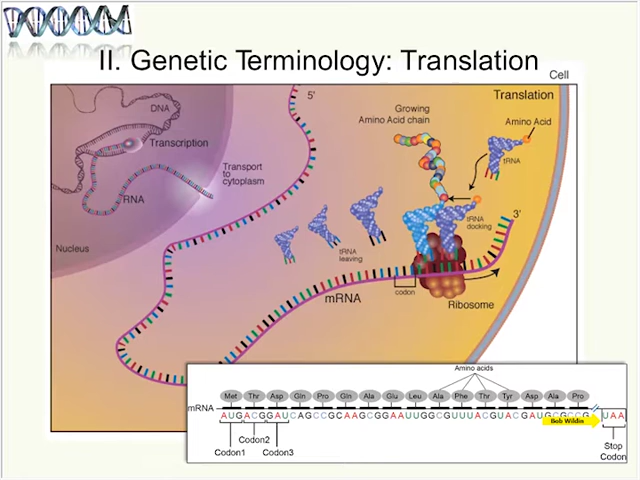 II. Genetic Terminology: Translation
Cell
Translation
5'
DNA
Growing
Amino Acid chain
Amino Acid
Transcription
tRNA
Transport
to
cytoplasm
RNA
tRNA
docking
3'
Nucleus
tRNA
leaving
mRNA
codon
Ribosome
Amino acids
Met Thr Asp Gln Pro Gln Ala Glu Leu Ala Phe Thr Tyr Asp Ala Pro
mRNA
AUGACGGAUCAGCCGCAAGCGGAAUUGGCGUUUACGUACGAUGCGCCG UAA
Bob Wildin
Codon1
Codon2
Codon3
Stop
Codon